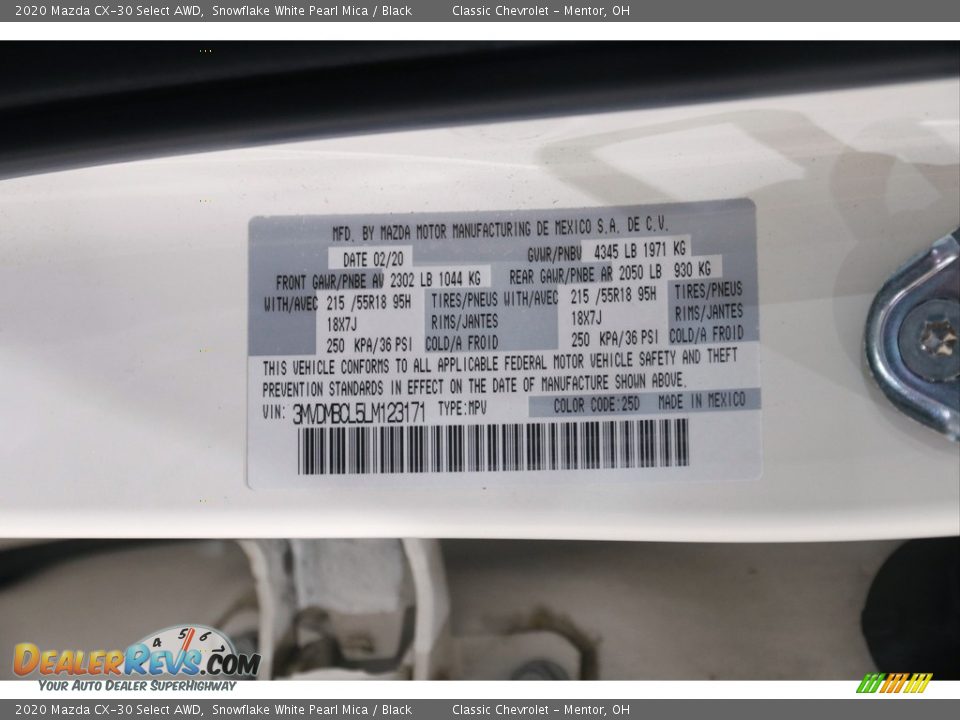 2020 Mazda CX-30 Select AWD, Snowflake White Pearl Mica / Black Classic Chevrolet - Mentor, OH
MFD. BY MAZDA MOTOR MANUFACTURING DE MEXICO S.A. DE C.V.
DATE 02/20 GVWR/PNBV 4345 LB 1971 KG
FRONT GAWR/PNBE AV 2302 LB 1044 KG REAR GAWR/PNBE AR 2050 LB 930 KG
WITH/AVEC 215 /55R18 95H TIRES/PNEUS WITH/AVEC 215 /55R18 95H TIRES/PNEUS
18X7J RIMS/JANTES 18X7J RIMS/JANTES
250 KPA/36 PSI COLD/A FROID 250 KPA/36 PSI COLD/A FROID
THIS VEHICLE CONFORMS TO ALL APPLICABLE FEDERAL MOTOR VEHICLE SAFETY AND THEFT
PREVENTION STANDARDS IN EFFECT ON THE DATE OF MANUFACTURE SHOWN ABOVE.
VIN: 3MVDMBCL5LM123171 TYPE:MPV COLOR CODE:25D MADE IN MEXICO
4 5 6
DEALERREVS.COM
YOUR AUTO DEALER SUPERHIGHWAY
2020 Mazda CX-30 Select AWD, Snowflake White Pearl Mica / Black Classic Chevrolet - Mentor, OH